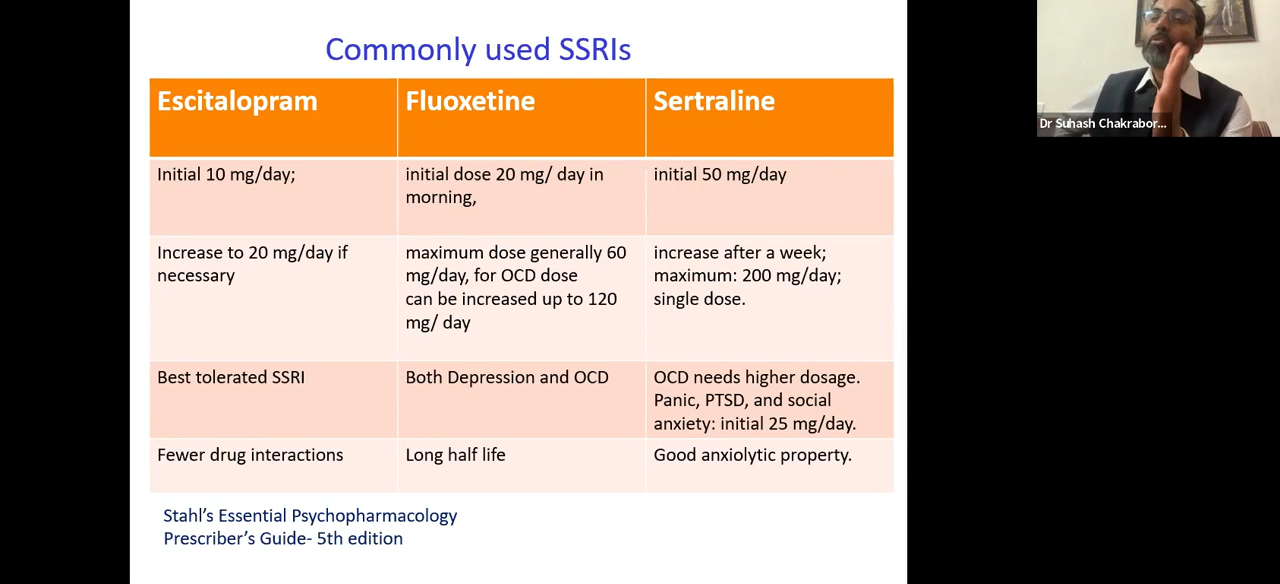 Commonly used SSRIs
Escitalopram
Fluoxetine
Sertraline
Initial 10 mg/day;
initial dose 20 mg/ day in
morning,
initial 50 mg/day
Increase to 20 mg/day if
necessary
maximum dose generally 60
mg/day, for OCD dose
can be increased up to 120
mg/ day
increase after a week;
maximum: 200 mg/day;
single dose.
Best tolerated SSRI
Both Depression and OCD
OCD needs higher dosage.
Panic, PTSD, and social
anxiety: initial 25 mg/day.
Fewer drug interactions
Long half life
Good anxiolytic property.
Stahl's Essential Psychopharmacology
Prescriber's Guide- 5th edition
Dr Suhash Chakrabor...